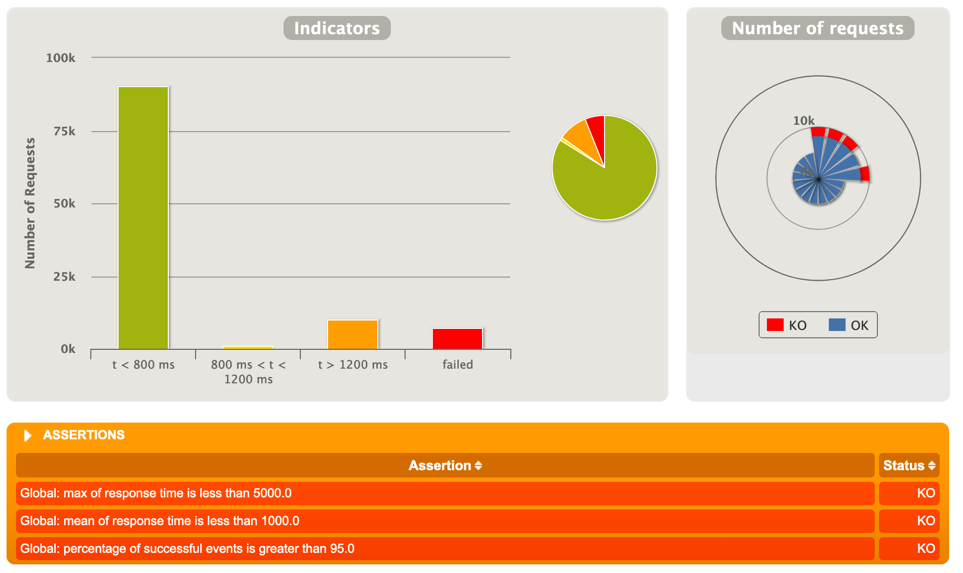 Indicators
Number of Requests
100k
75k
50k
25k
0k
t < 800 ms
800 ms < t <
1200 ms
t > 1200 ms
failed
Number of requests
10k
KO
OK
ASSERTIONS
Assertion
Status
Global: max of response time is less than 5000.0
KO
Global: mean of response time is less than 1000.0
KO
Global: percentage of successful events is greater than 95.0
KO